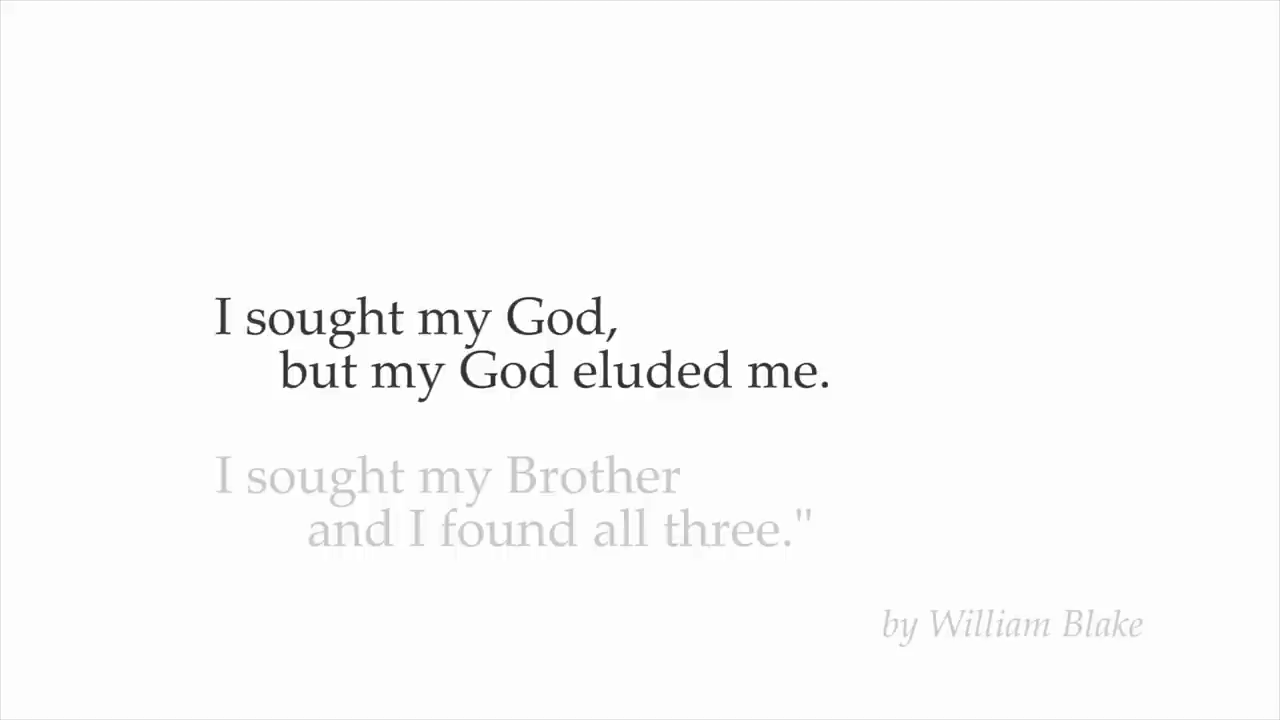 I sought my God,
but my God eluded me.
I sought my Brother
and I found all three."
by William Blake